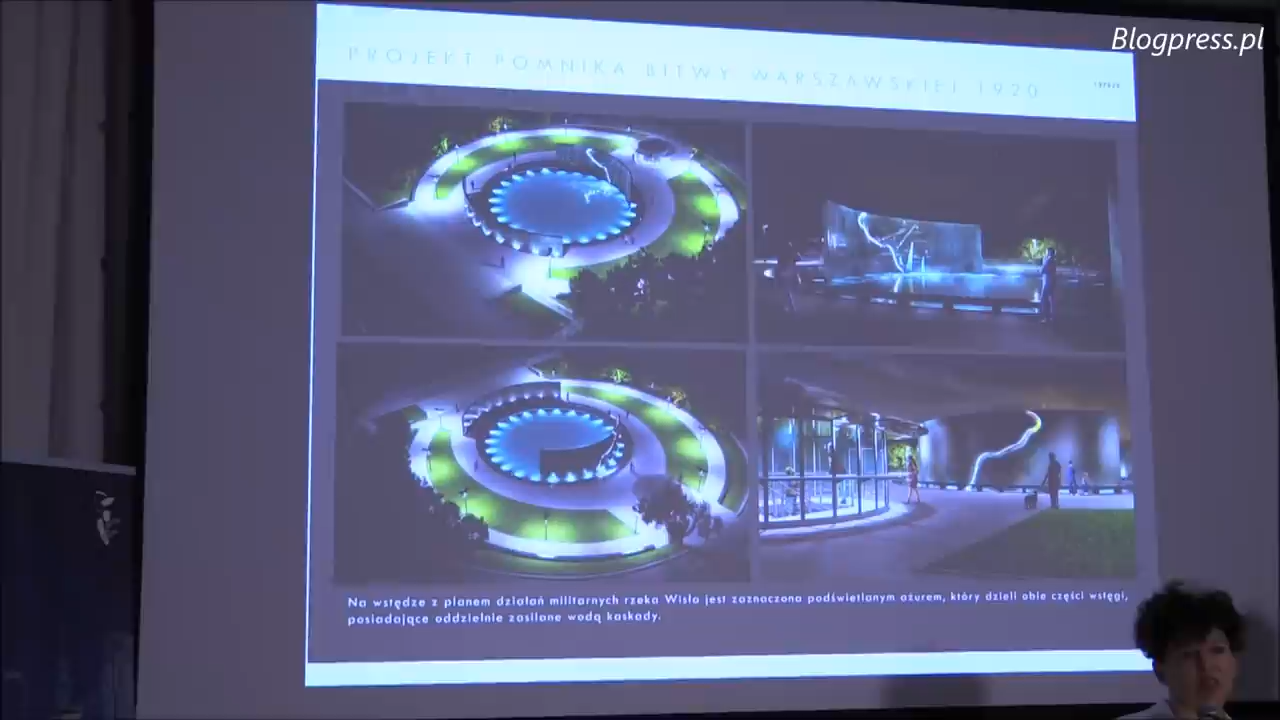 Blogpress.pl
PROJEKT POMNIKA BITWY WARSZAWSKIEJ 1920
Na wstędze z planem działań militarnych rzeka Wisła jest zaznaczona podświetlanym ażurem, który dzieli obie części wstęgi,
posiadające oddzielnie zasilane wodą kaskady.